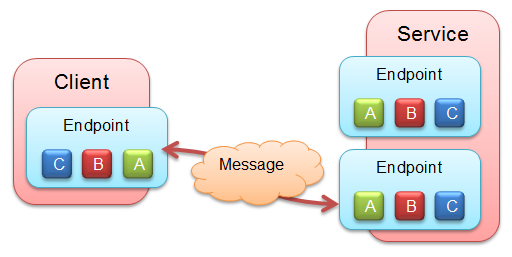 Client
Endpoint
C B A
Message
Service
Endpoint
A B C
Endpoint
A B C